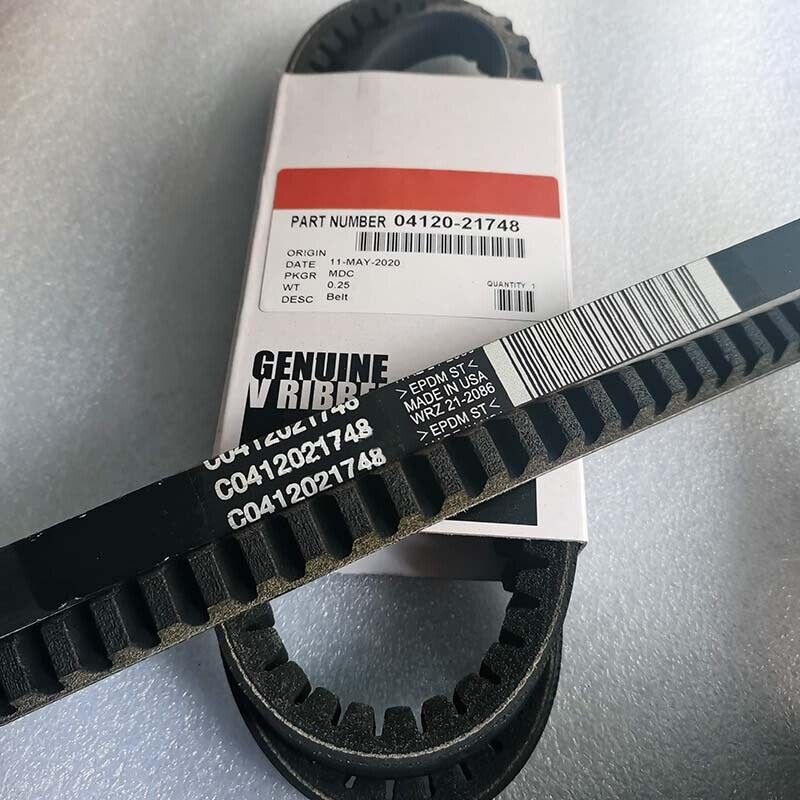 PART NUMBER 04120-21748
ORIGIN
DATE 11-MAY-2020
PKGR MDC
WT 0.25
DESC Belt
QUANTITY 1
GENUINE
V RIBBE
>EPDM ST<
MADE IN USA
WRZ 21-2086
>EPDM ST<
C0412021748
C0412021748
C0412021748